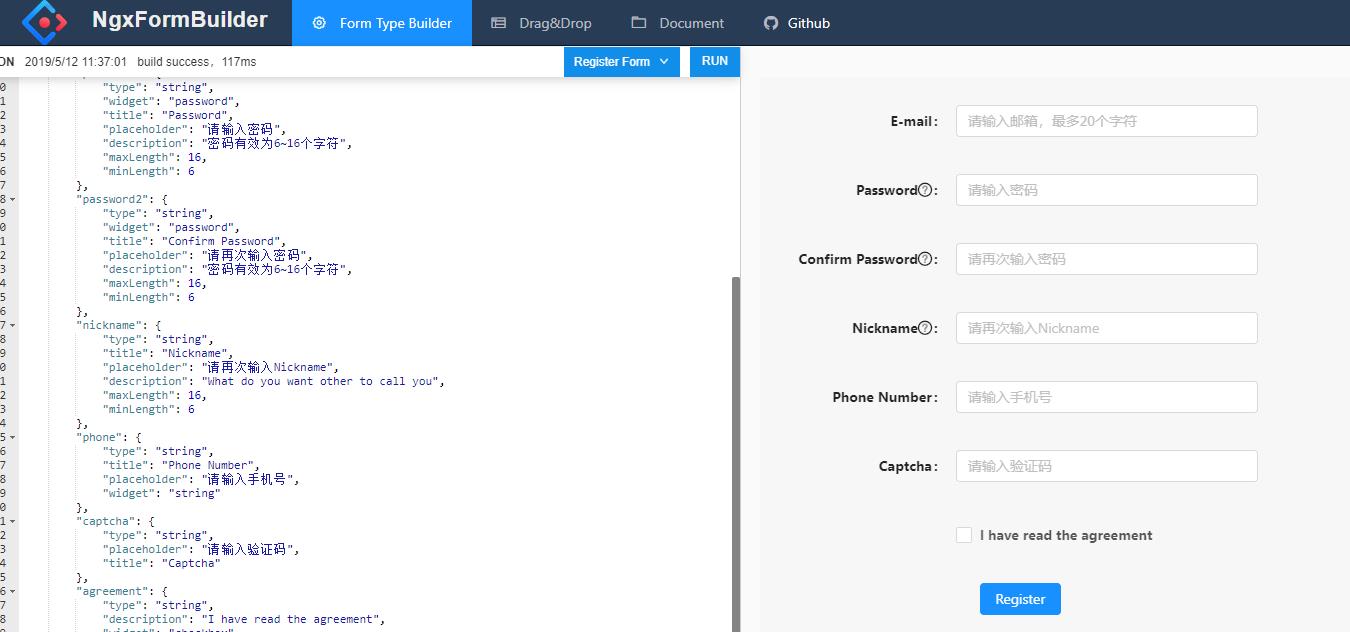 NgxFormBuilder
Form Type Builder
Drag&Drop
Document
Github
ON 2019/5/12 11:37:01 build success，117ms
Register Form
RUN
0 "type": "string",
1 "widget": "password",
2 "title": "Password",
3 "placeholder": "请输入密码",
4 "description": "密码有效为6~16个字符",
5 "maxLength": 16,
6 "minLength": 6
7 },
8 "password2": {
9 "type": "string",
0 "widget": "password",
1 "title": "Confirm Password",
2 "placeholder": "请再次输入密码",
3 "description": "密码有效为6~16个字符",
4 "maxLength": 16,
5 "minLength": 6
6 },
7 "nickname": {
8 "type": "string",
9 "title": "Nickname",
0 "placeholder": "请再次输入Nickname",
1 "description": "What do you want other to call you",
2 "maxLength": 16,
3 "minLength": 6
4 },
5 "phone": {
6 "type": "string",
7 "title": "Phone Number",
8 "placeholder": "请输入手机号",
9 "widget": "string"
0 },
1 "captcha": {
2 "type": "string",
3 "placeholder": "请输入验证码",
4 "title": "Captcha"
5 },
6 "agreement": {
7 "type": "string",
8 "description": "I have read the agreement",
E-mail: 请输入邮箱，最多20个字符
Password?: 请输入密码
Confirm Password?: 请再次输入密码
Nickname?: 请再次输入Nickname
Phone Number: 请输入手机号
Captcha: 请输入验证码
I have read the agreement
Register